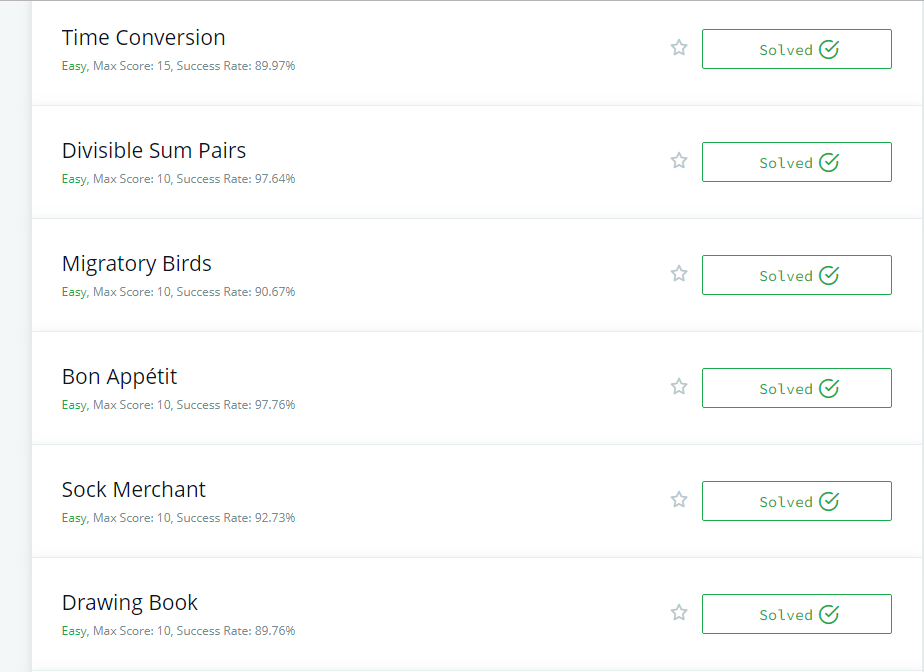 Time Conversion
Easy, Max Score: 15, Success Rate: 89.97%
Solved
Divisible Sum Pairs
Easy, Max Score: 10, Success Rate: 97.64%
Solved
Migratory Birds
Easy, Max Score: 10, Success Rate: 90.67%
Solved
Bon Appétit
Easy, Max Score: 10, Success Rate: 97.76%
Solved
Sock Merchant
Easy, Max Score: 10, Success Rate: 92.73%
Solved
Drawing Book
Easy, Max Score: 10, Success Rate: 89.76%
Solved